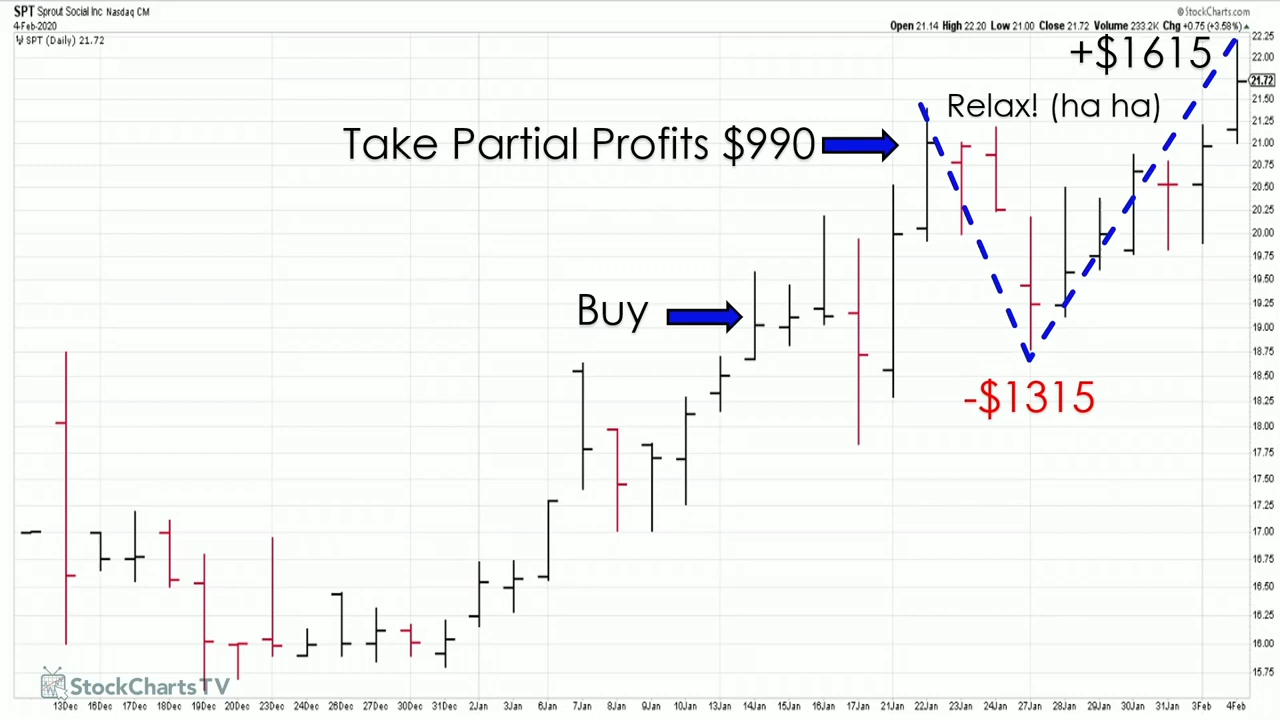 SPT Sprout Social Inc Nasdaq CM
© StockCharts.com
4-Feb-2020
Open 21.14 High 22.20 Low 21.00 Close 21.72 Volume 233.2K Chg +0.75 (+3.58%)
SPT (Daily) 21.72
+$1615
Relax! (ha ha)
Take Partial Profits $990
Buy
-$1315
22.25
22.00
21.72
21.50
21.25
21.00
20.75
20.50
20.25
20.00
19.75
19.50
19.25
19.00
18.75
18.50
18.25
18.00
17.75
17.50
17.25
17.00
16.75
16.50
16.25
16.00
15.75
StockChartsTV
13Dec 16Dec 17Dec 18Dec 19Dec 20Dec 23Dec 24Dec 26Dec 27Dec 30Dec 31Dec 2Jan 3Jan 6Jan 7Jan 8Jan 9Jan 10Jan 13Jan 14Jan 15Jan 16Jan 17Jan 21Jan 22Jan 23Jan 24Jan 27Jan 28Jan 29Jan 30Jan 31Jan 3Feb 4Feb